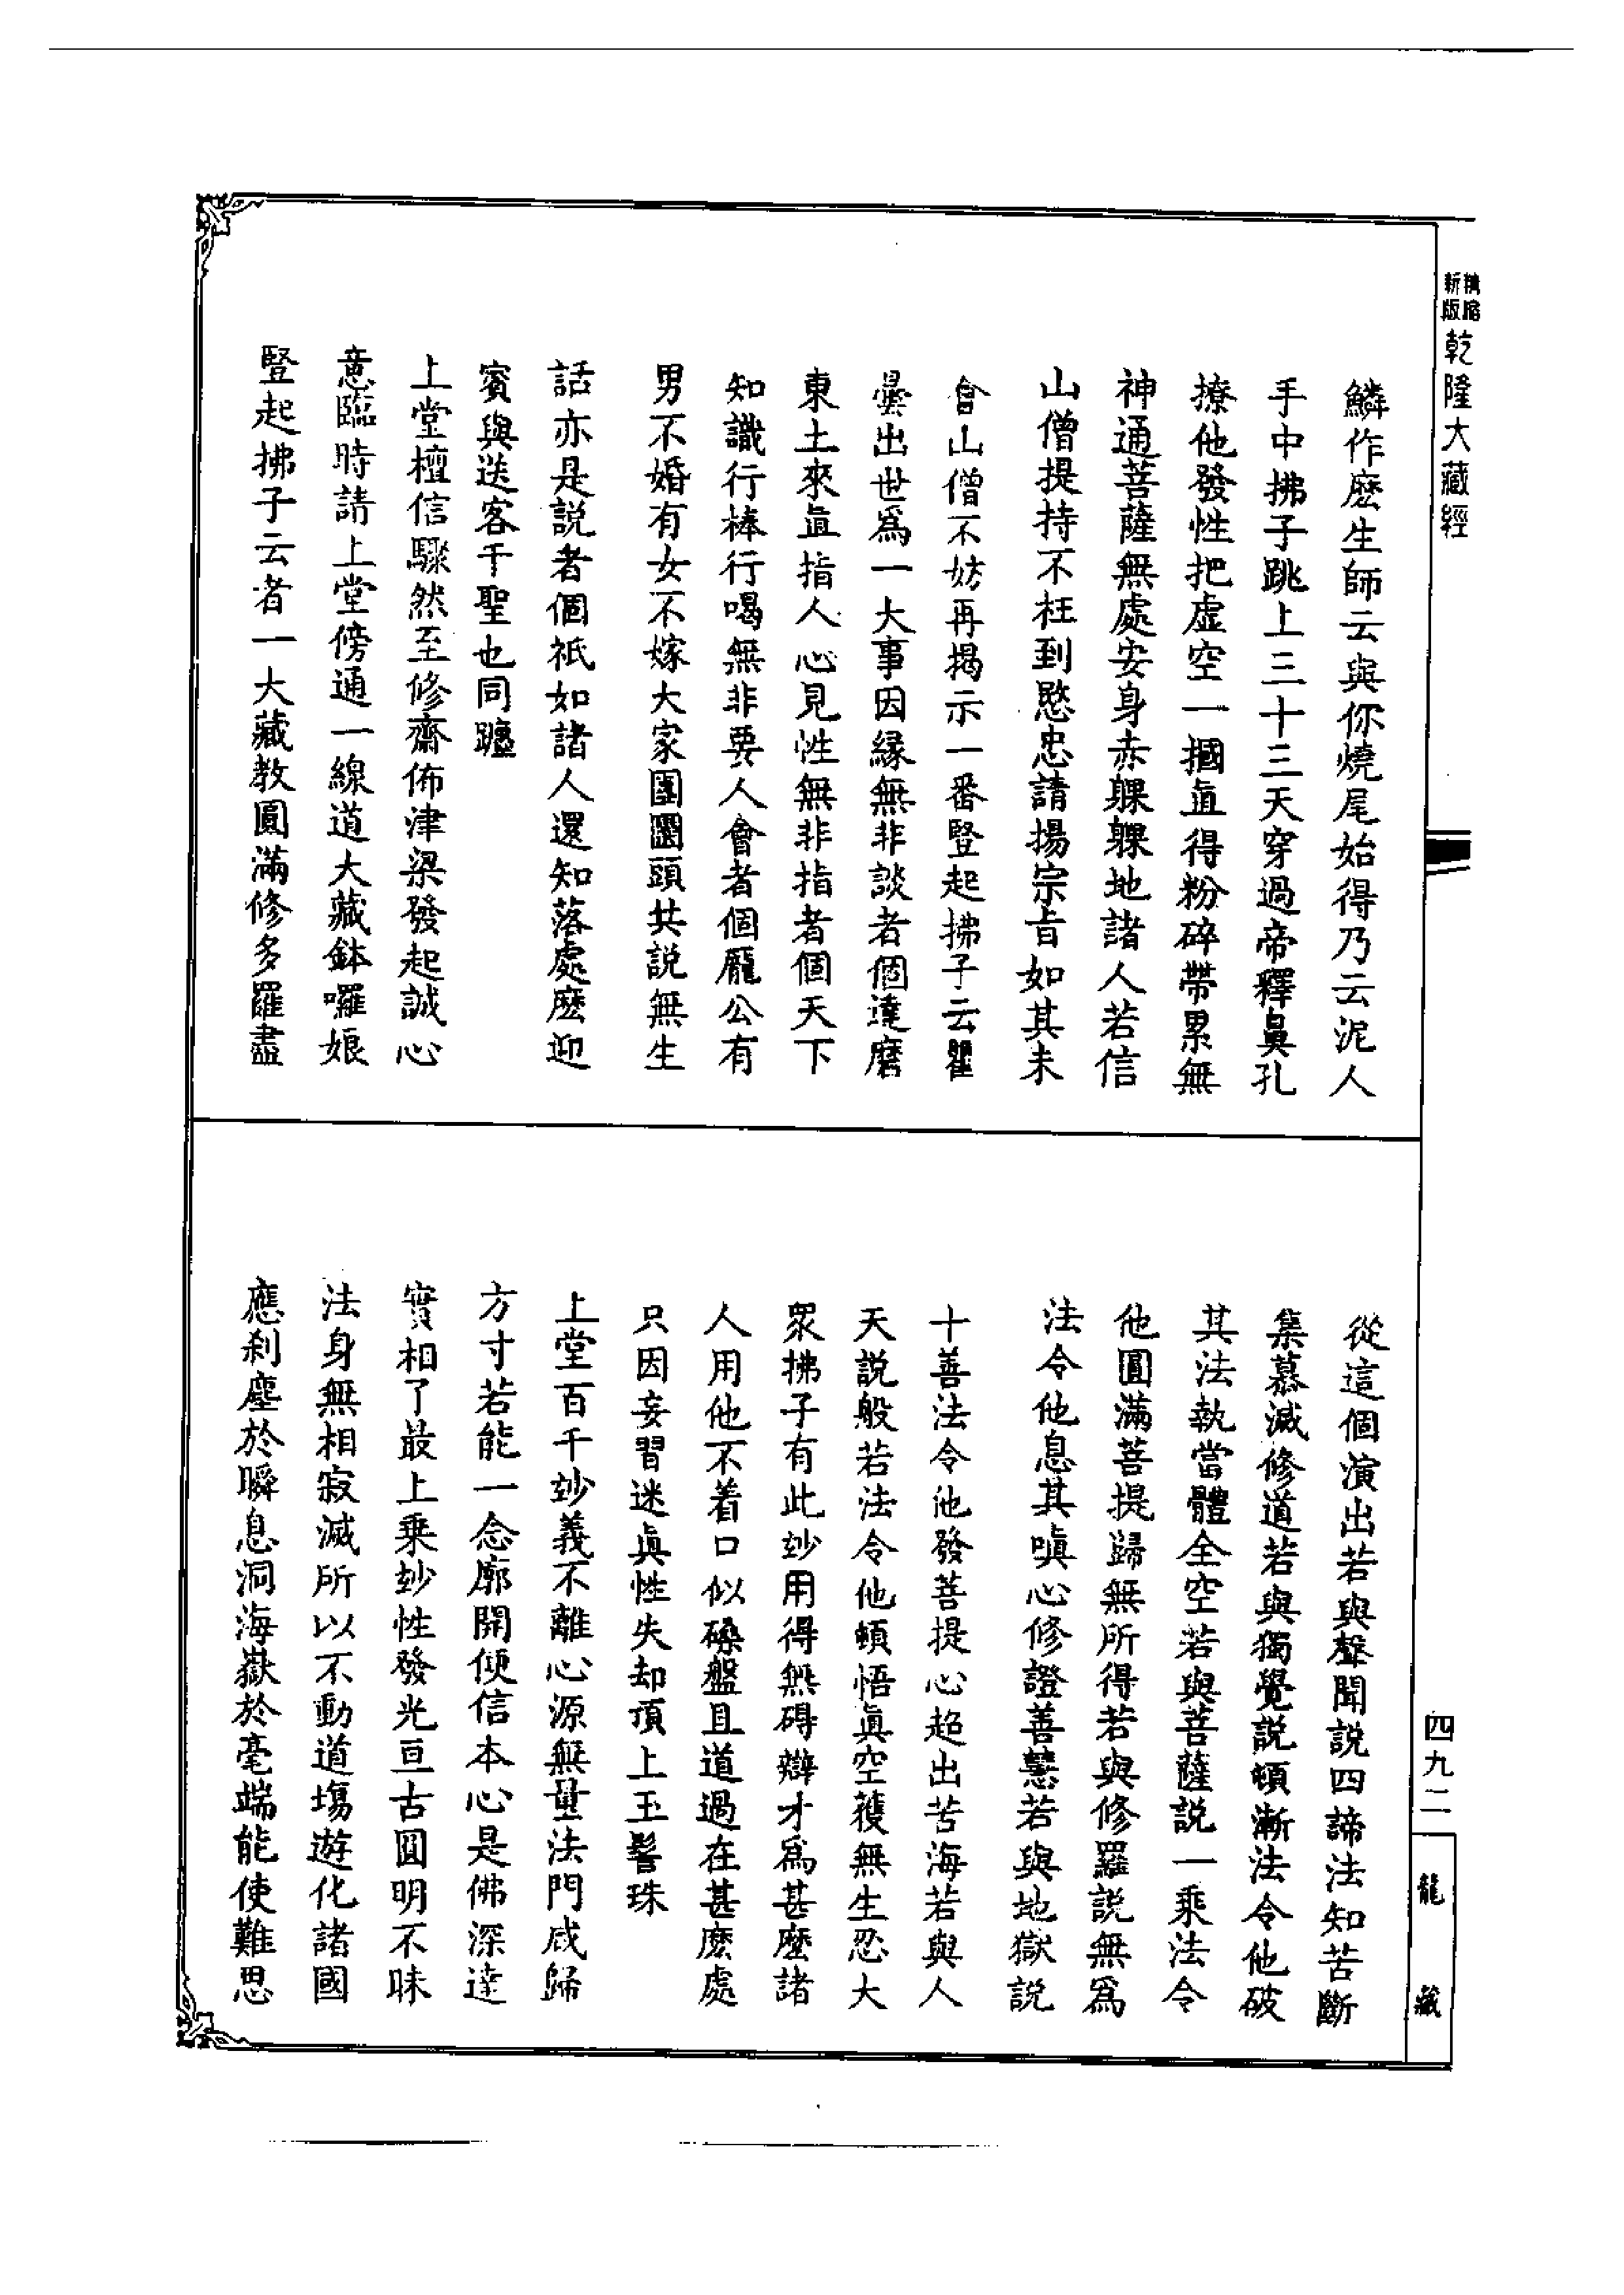 精縮新版
乾隆大藏經
鱗作麽生師云與你燒尾始得乃云泥人
手中拂子跳上三十三天穿過帝釋鼻孔
撩他發性把虛空一摑直得粉碎帶累無
神通菩薩無處安身赤躶躶地諸人若信
山僧提持不枉到愍忠請揚宗旨如其未
會山僧不妨再揭示一番豎起拂子云瞿
曇出世爲一大事因緣無非談者個達磨
東土來直指人心見性無非指者個天下
知識行棒行喝無非要人會者個龐公有
男不婚有女不嫁大家團圞頭共説無生
話亦是説者個祇如諸人還知落處麽迎
賓與送客千聖也同躔
上堂檀信驟然至修齋佈津梁發起誠心
意臨時請上堂傍通一線道大藏鉢囉娘
豎起拂子云者一大藏教圓滿修多羅盡
從這個演出若與聲聞説四諦法知苦斷
集慕滅修道若與獨覺説頓漸法令他破
其法執當體全空若與菩薩説一乘法令
他圓滿菩提歸無所得若與修羅説無爲
法令他息其嗔心修證善慧若與地獄説
十善法令他發菩提心超出苦海若與人
天説般若法令他頓悟眞空蓷無生忍大
眾拂子有此玅用得無碍辯才爲甚麽諸
人用他不着口似磉盤且道過在甚麽處
只因妄習迷眞性失却頂上玉髻珠
上堂百千玅義不離心源無量法門咸歸
方寸若能一念廓開便信本心是佛深達
實相了最上乘玅性發光亘古圓明不昧
法身無相寂滅所以不動道場遊化諸國
應刹塵於瞬息洞海嶽於毫端能使難思
四九二
龍藏